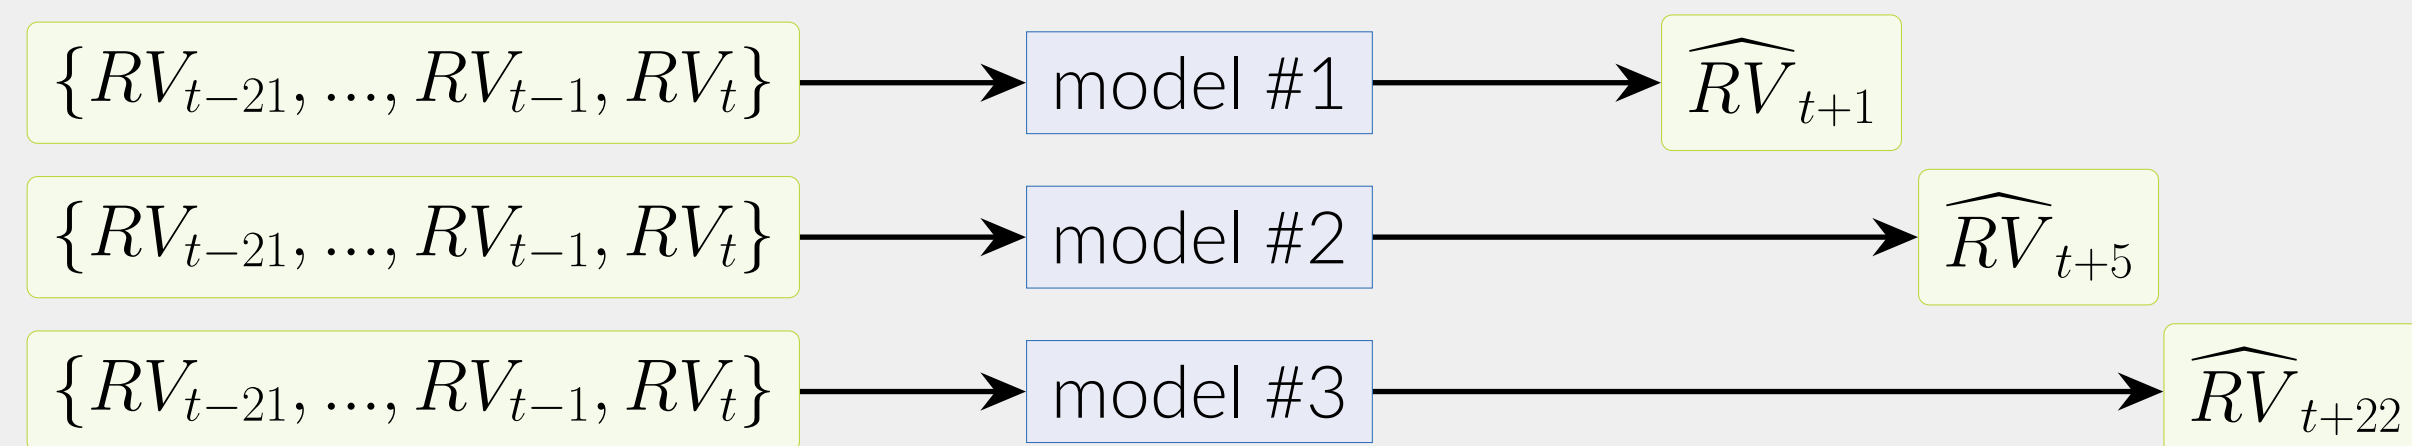 $\{RV_{t-21}, ..., RV_{t-1}, RV_t\}$ model #1 $\widehat{RV}_{t+1}$
$\{RV_{t-21}, ..., RV_{t-1}, RV_t\}$ model #2 $\widehat{RV}_{t+5}$
$\{RV_{t-21}, ..., RV_{t-1}, RV_t\}$ model #3 $\widehat{RV}_{t+22}$